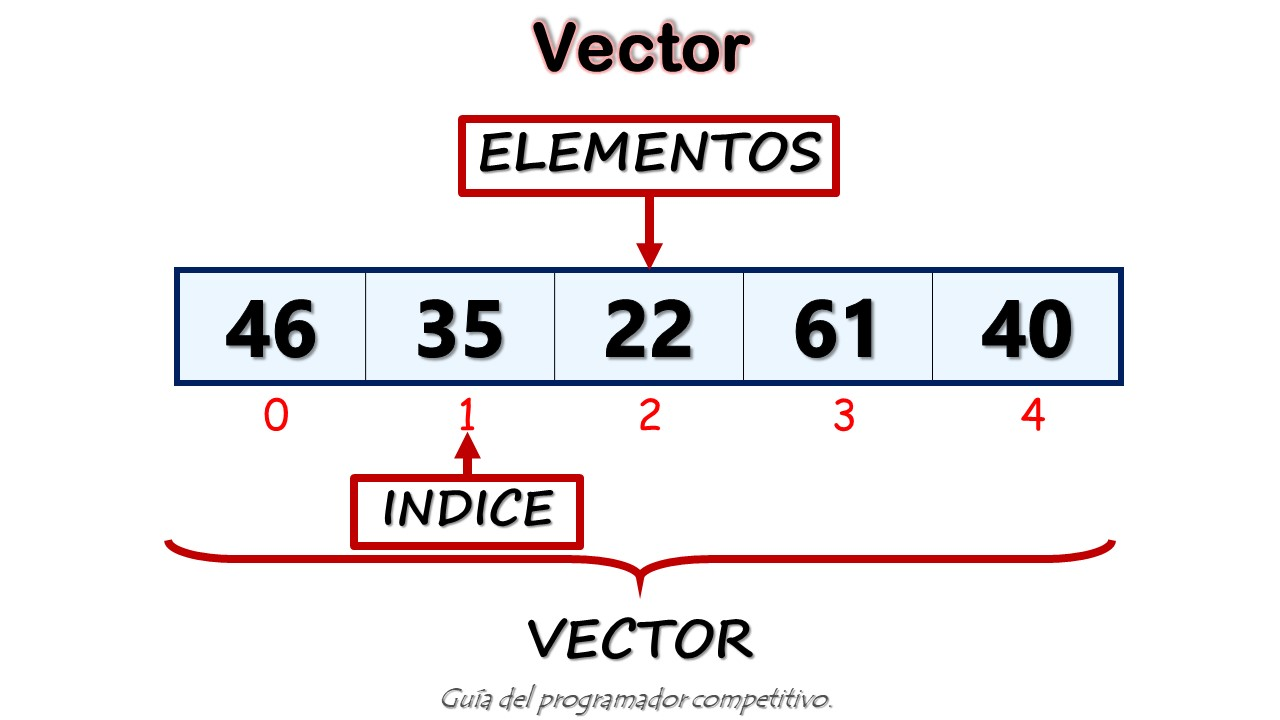 Vector
ELEMENTOS
46 35 22 61 40
0 1 2 3 4
INDICE
VECTOR
Guía del programador competitivo.